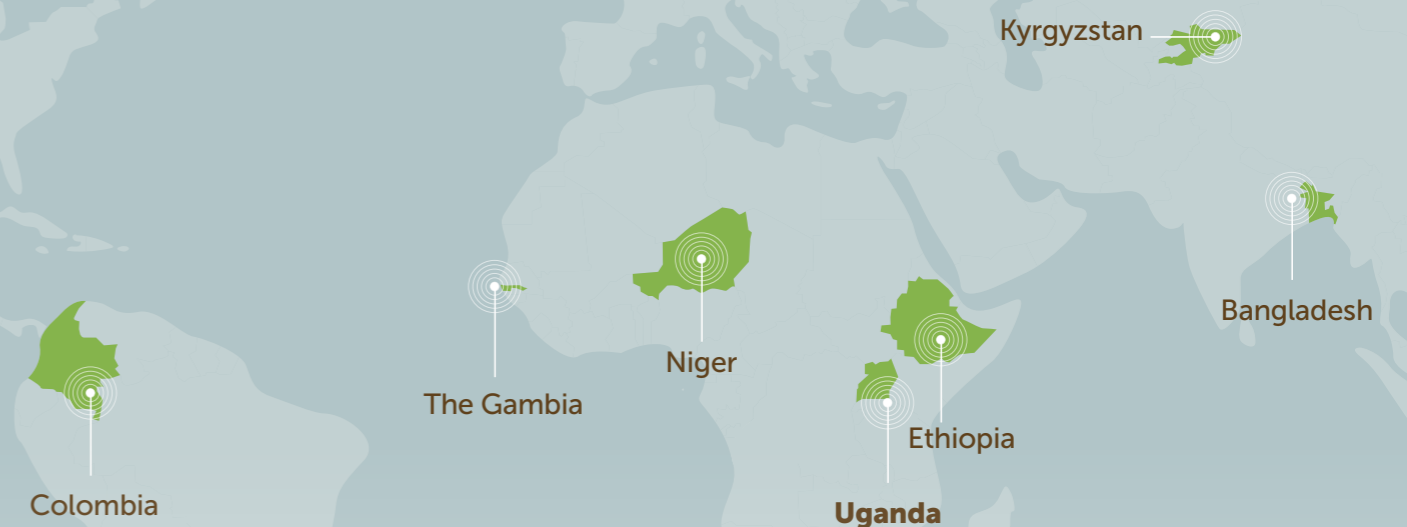 Kyrgyzstan
Bangladesh
Niger
The Gambia
Ethiopia
Colombia
Uganda